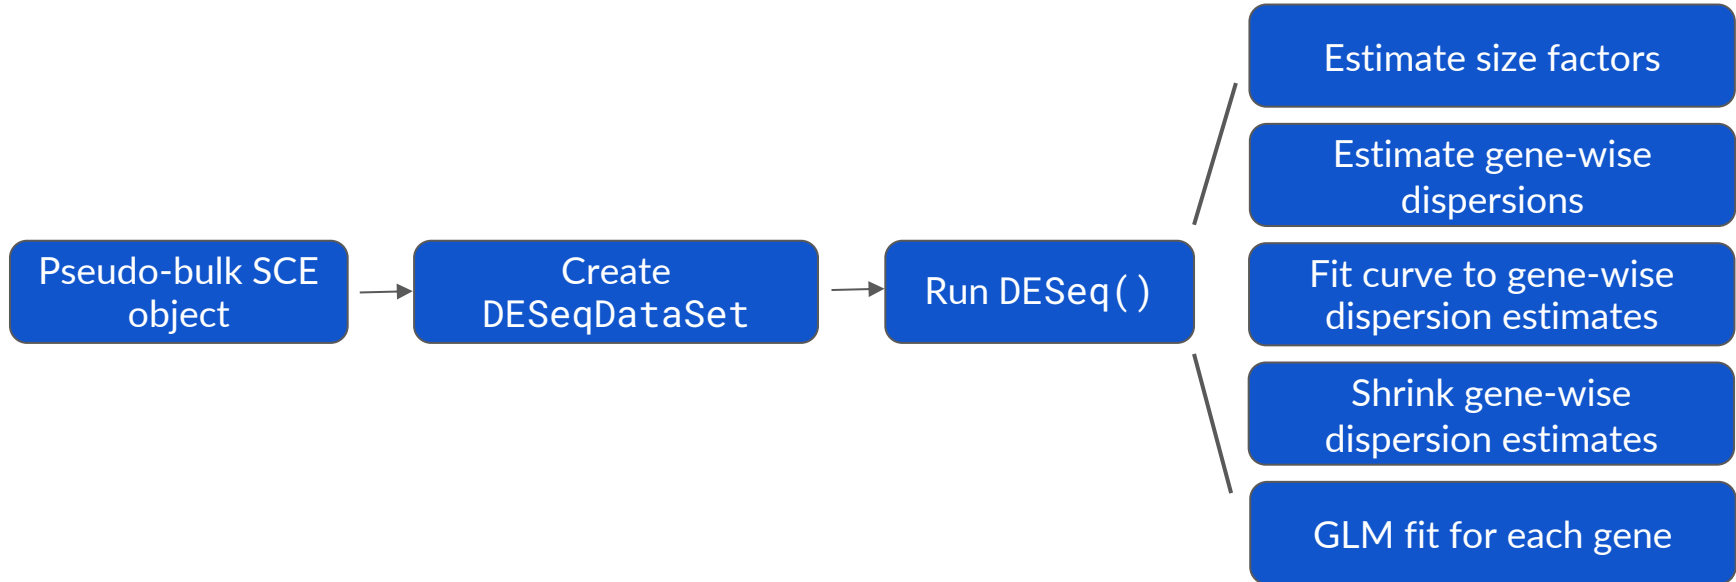 Pseudo-bulk SCE
object
Create
DESeqDataSet
Run DESeq()
Estimate size factors
Estimate gene-wise
dispersions
Fit curve to gene-wise
dispersion estimates
Shrink gene-wise
dispersion estimates
GLM fit for each gene